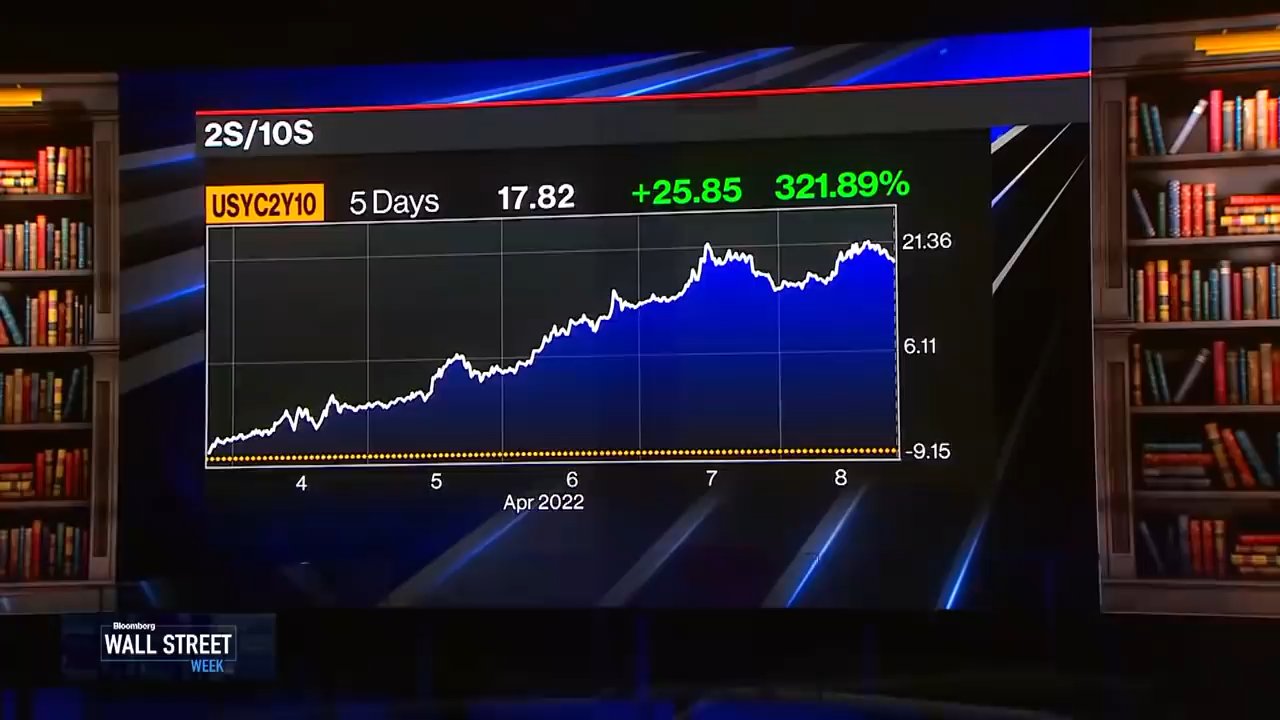 2S/10S
USYC2Y10 5 Days 17.82 +25.85 321.89%
21.36
6.11
-9.15
4 5 6 7 8
Apr 2022
Bloomberg
WALL STREET
WEEK